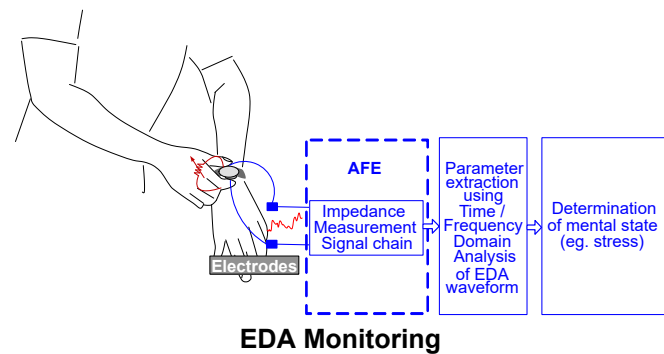 AFE
Impedance
Measurement
Signal chain
Parameter
extraction
using
Time /
Frequency
Domain
Analysis
of EDA
waveform
Determination
of mental state
(eg. stress)
Electrodes
EDA Monitoring